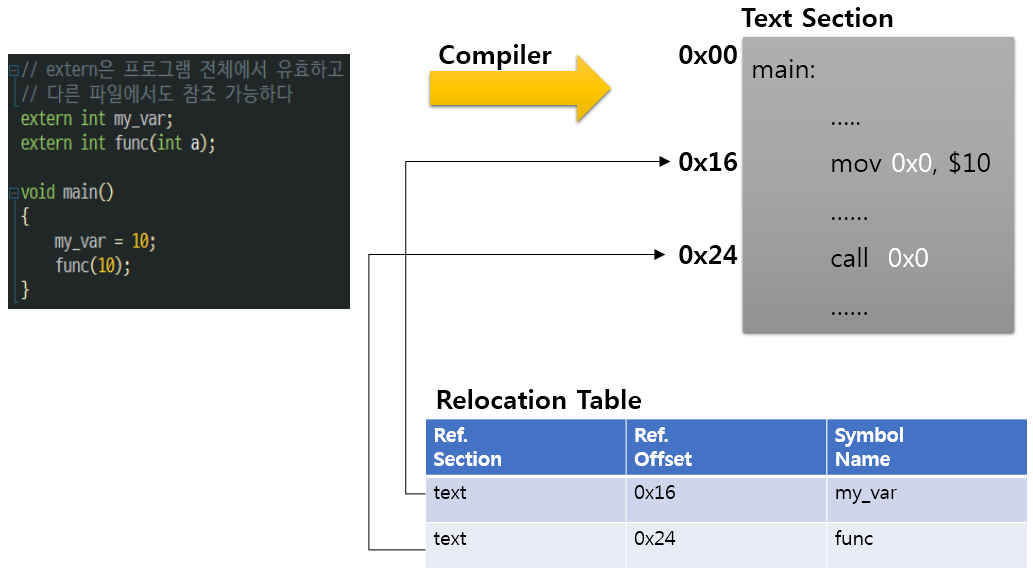 // extern은 프로그램 전체에서 유효하고
// 다른 파일에서도 참조 가능하다
extern int my_var;
extern int func(int a);
void main()
{
my_var = 10;
func(10);
}
Compiler
Text Section
0x00
main:
.....
0x16
mov 0x0, $10
......
0x24
call 0x0
......
Relocation Table
Ref. Section
Ref. Offset
Symbol Name
text 0x16 my_var
text 0x24 func